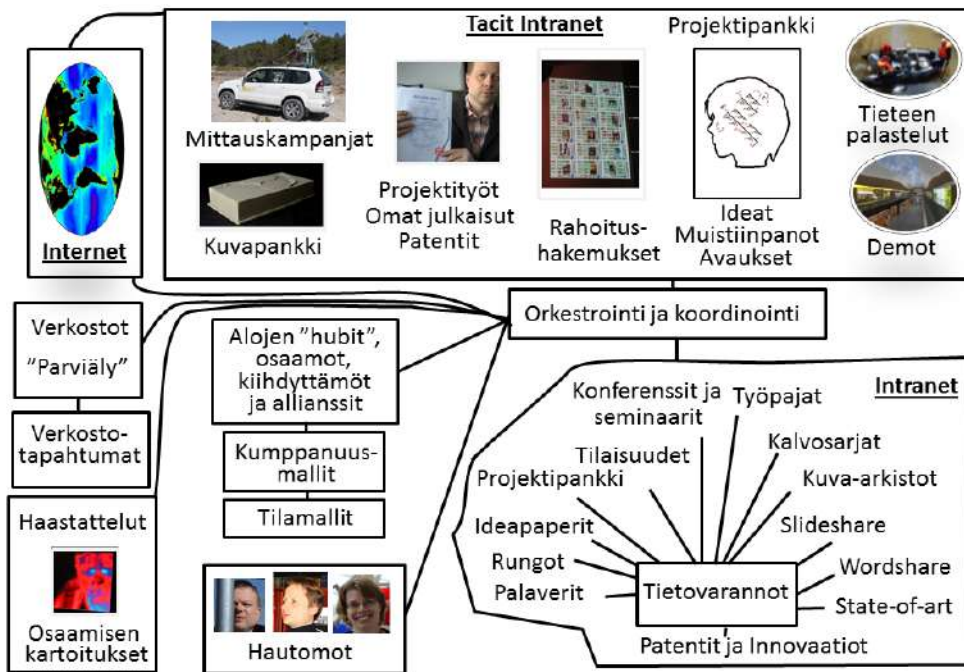 Tacit Intranet
Projektipankki
Mittauskampanjat
Kuvapankki
Projektityöt
Omat julkaisut
Patentit
Rahoitus-
hakemukset
Ideat
Muistiinpanot
Avaukset
Tieteen
palastelut
Demot
Internet
Orkestrointi ja koordinointi
Verkostot
"Parviäly"
Verkosto-
tapahtumat
Haastattelut
Osaamisen
kartoitukset
Alojen "hubit",
osaamot,
kiihdyttämöt
ja allianssit
Kumppanuus-
mallit
Tilamallit
Hautomot
Intranet
Konferenssit ja
seminaarit
Työpajat
Tilaisuudet
Kalvosarjat
Projektipankki
Kuva-arkistot
Ideapaperit
Slideshare
Rungot
Wordshare
Palaverit
Tietovarannot
State-of-art
Patentit ja Innovaatiot